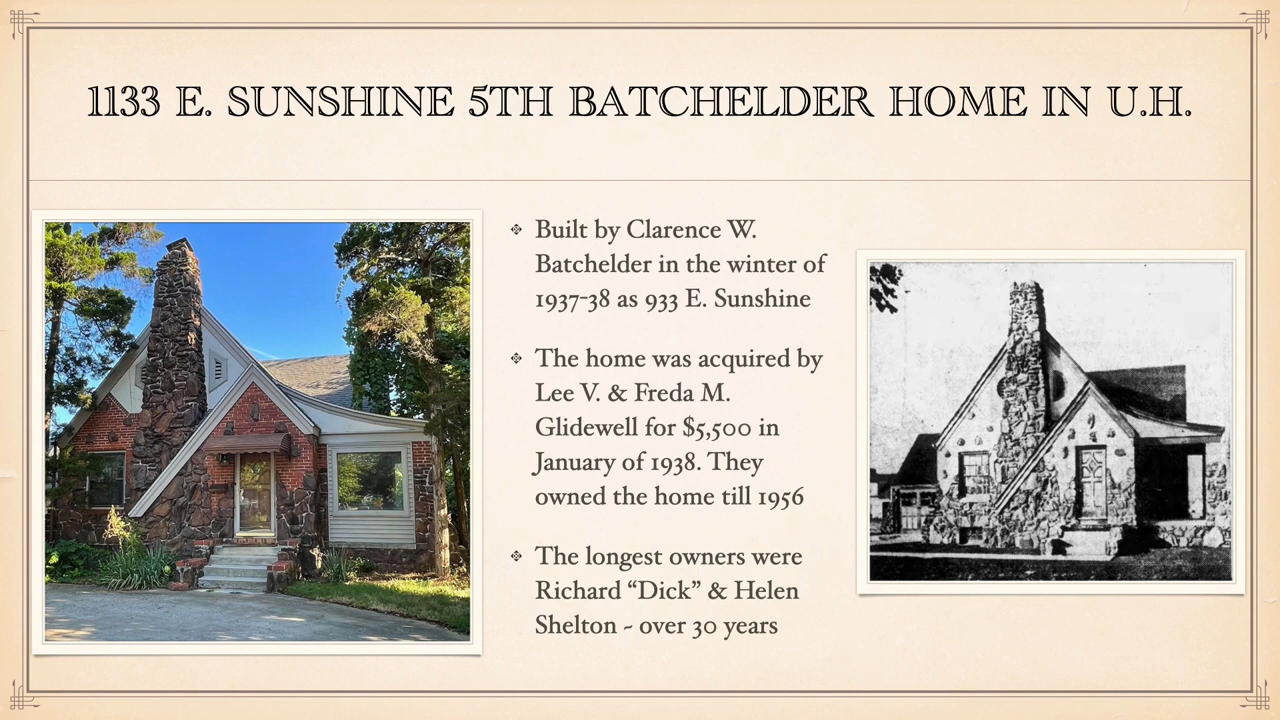 1133 E. SUNSHINE 5TH BATCHELDER HOME IN U.H.
Built by Clarence W.
Batchelder in the winter of
1937-38 as 933 E. Sunshine
The home was acquired by
Lee V. & Freda M.
Glidewell for $5,500 in
January of 1938. They
owned the home till 1956
The longest owners were
Richard “Dick” & Helen
Shelton ~ over 30 years